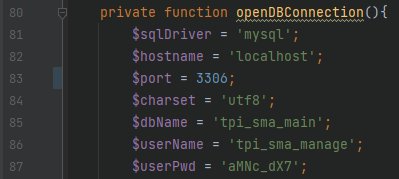 80 private function openDBConnection(){
81 $sqlDriver = 'mysql';
82 $hostname = 'localhost';
83 $port = 3306;
84 $charset = 'utf8';
85 $dbName = 'tpi_sma_main';
86 $userName = 'tpi_sma_manage';
87 $userPwd = 'aMNc_dX7';